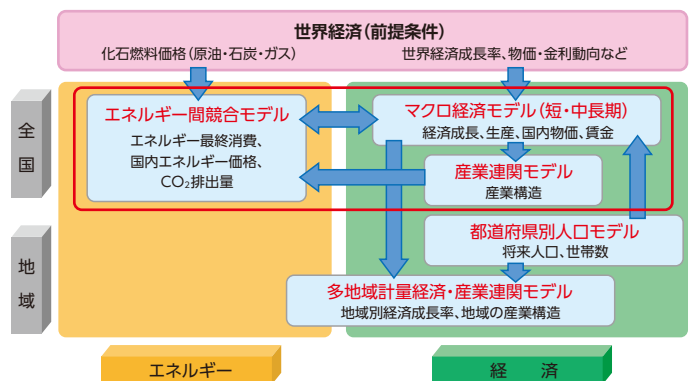 世界経済(前提条件)
化石燃料価格(原油・石炭・ガス)
世界経済成長率、物価・金利動向など
全国
エネルギー間競合モデル
エネルギー最終消費、
国内エネルギー価格、
CO₂排出量
マクロ経済モデル(短・中長期)
経済成長、生産、国内物価、賃金
産業連関モデル
産業構造
地域
都道府県別人口モデル
将来人口、世帯数
多地域計量経済・産業連関モデル
地域別経済成長率、地域の産業構造
エネルギー
経　済